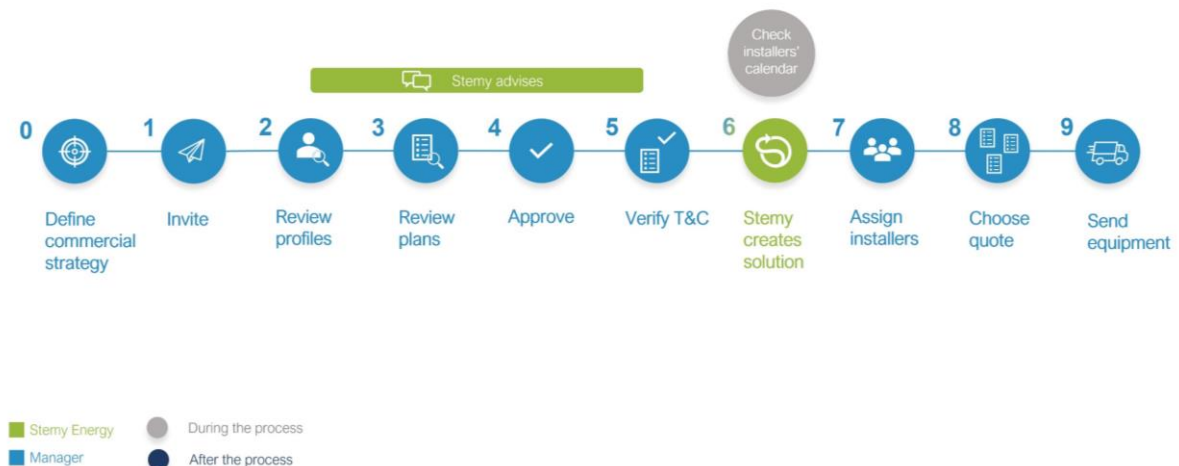 Check
installers'
calendar
Stemy advises
0
1
2
3
4
5
6
7
8
9
Define
commercial
strategy
Invite
Review
profiles
Review
plans
Approve
Verify T&C
Stemy
creates
solution
Assign
installers
Choose
quote
Send
equipment
Stemy Energy
During the process
Manager
After the process